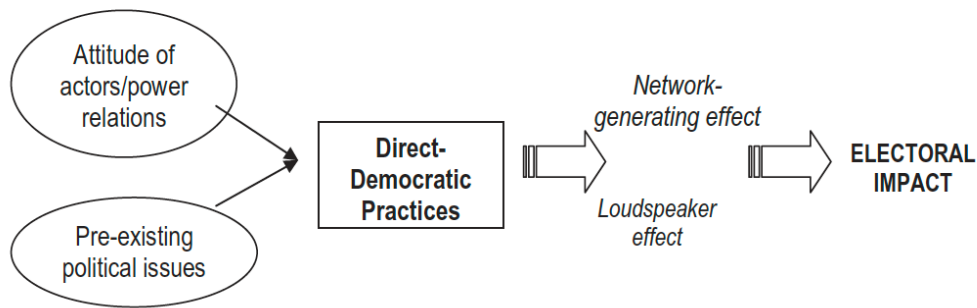 Attitude of
actors/power
relations
Pre-existing
political issues
Direct-
Democratic
Practices
Network-
generating effect
Loudspeaker
effect
ELECTORAL
IMPACT